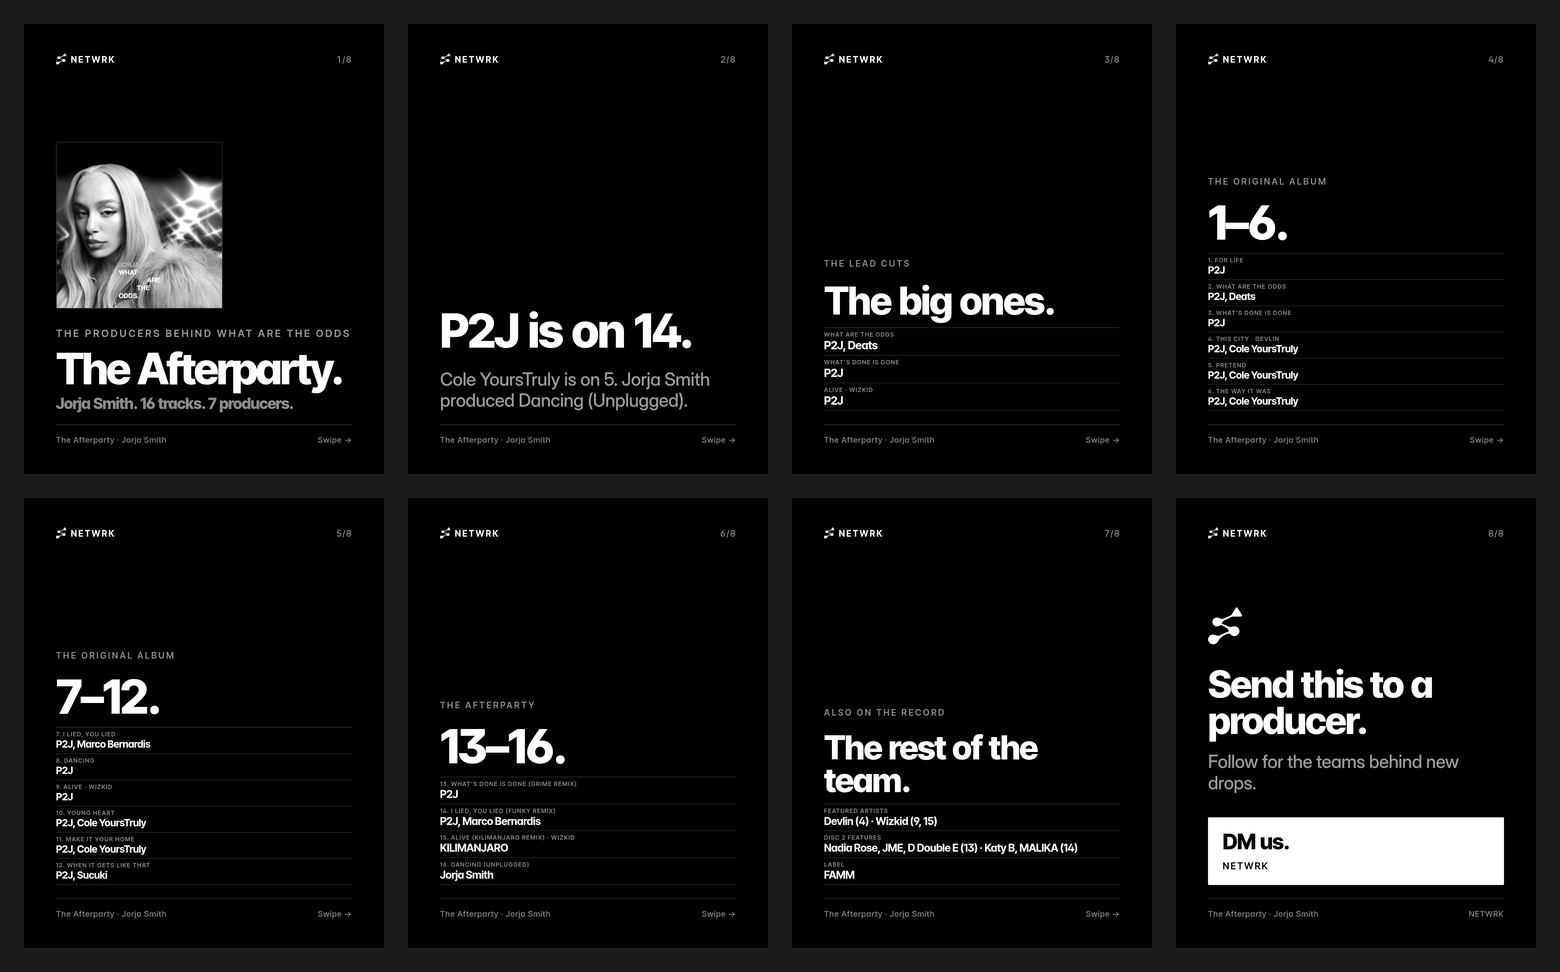 NETWRK
1/8
WHAT
ARE
THE
ODDS.
THE PRODUCERS BEHIND WHAT ARE THE ODDS
The Afterparty.
Jorja Smith. 16 tracks. 7 producers.
The Afterparty · Jorja Smith
Swipe →
NETWRK
2/8
P2J is on 14.
Cole YoursTruly is on 5. Jorja Smith
produced Dancing (Unplugged).
The Afterparty · Jorja Smith
Swipe →
NETWRK
3/8
THE LEAD CUTS
The big ones.
WHAT ARE THE ODDS
P2J, Deats
WHAT'S DONE IS DONE
P2J
ALIVE · WIZKID
P2J
The Afterparty · Jorja Smith
Swipe →
NETWRK
4/8
THE ORIGINAL ALBUM
1–6.
1. FOR LIFE
P2J
2. WHAT ARE THE ODDS
P2J, Deats
3. WHAT'S DONE IS DONE
P2J
4. THIS CITY · DEVLIN
P2J, Cole YoursTruly
5. PRETEND
P2J, Cole YoursTruly
6. THE WAY IT WAS
P2J, Cole YoursTruly
The Afterparty · Jorja Smith
Swipe →
NETWRK
5/8
THE ORIGINAL ALBUM
7–12.
7. I LIED, YOU LIED
P2J, Marco Bernardis
8. DANCING
P2J
9. ALIVE · WIZKID
P2J
10. YOUNG HEART
P2J, Cole YoursTruly
11. MAKE IT YOUR HOME
P2J, Cole YoursTruly
12. WHEN IT GETS LIKE THAT
P2J, Sucuki
The Afterparty · Jorja Smith
Swipe →
NETWRK
6/8
THE AFTERPARTY
13–16.
13. WHAT'S DONE IS DONE (GRIME REMIX)
P2J
14. I LIED, YOU LIED (FUNKY REMIX)
P2J, Marco Bernardis
15. ALIVE (KILIMANJARO REMIX) · WIZKID
KILIMANJARO
16. DANCING (UNPLUGGED)
Jorja Smith
The Afterparty · Jorja Smith
Swipe →
NETWRK
7/8
ALSO ON THE RECORD
The rest of the
team.
FEATURED ARTISTS
Devlin (4) · Wizkid (9, 15)
DISC 2 FEATURES
Nadia Rose, JME, D Double E (13) · Katy B, MALIKA (14)
LABEL
FAMM
The Afterparty · Jorja Smith
Swipe →
NETWRK
8/8
Send this to a
producer.
Follow for the teams behind new
drops.
DM us.
NETWRK
The Afterparty · Jorja Smith
NETWRK